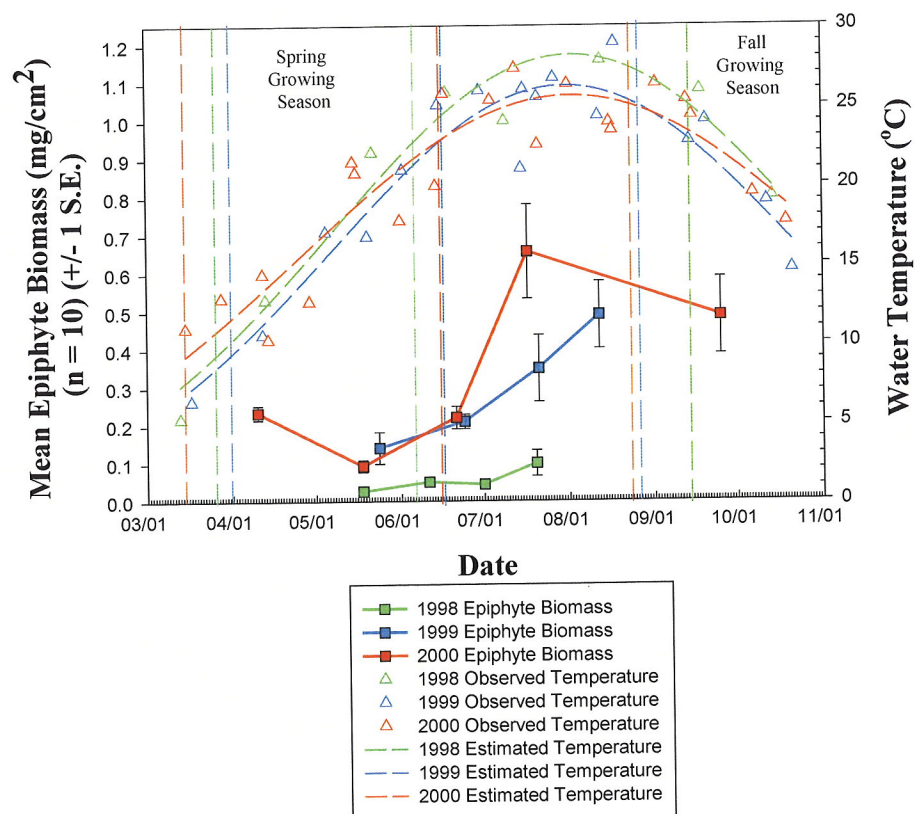 Mean Epiphyte Biomass (mg/cm²)
(n = 10) (+/- 1 S.E.)
1.2
1.1
1.0
0.9
0.8
0.7
0.6
0.5
0.4
0.3
0.2
0.1
0.0
Spring
Growing
Season
Fall
Growing
Season
30
25
20
15
10
5
0
Water Temperature (°C)
03/01 04/01 05/01 06/01 07/01 08/01 09/01 10/01 11/01
Date
1998 Epiphyte Biomass
1999 Epiphyte Biomass
2000 Epiphyte Biomass
1998 Observed Temperature
1999 Observed Temperature
2000 Observed Temperature
1998 Estimated Temperature
1999 Estimated Temperature
2000 Estimated Temperature